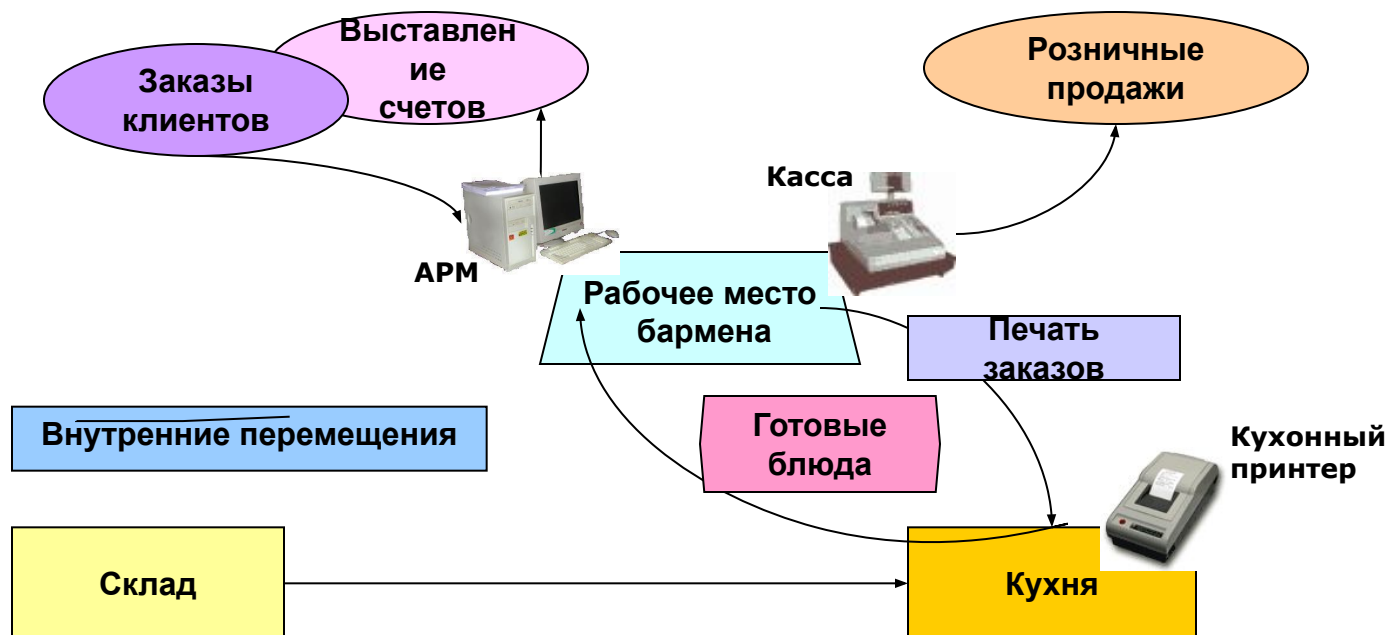 Выставлен
ие
счетов
Заказы
клиентов
Розничные
продажи
Касса
АРМ
Рабочее место
бармена
Печать
заказов
Внутренние перемещения
Готовые
блюда
Кухонный
принтер
Склад
Кухня